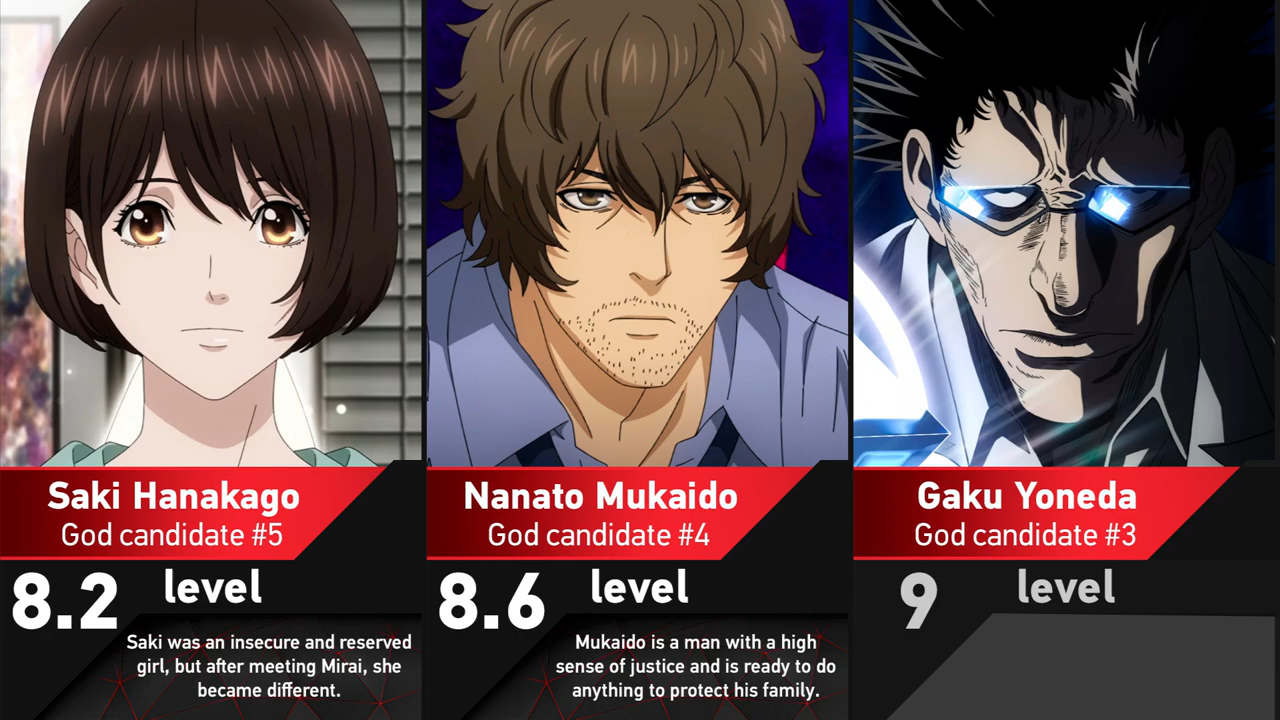 Saki Hanakago
God candidate #5
8.2 level
Saki was an insecure and reserved
girl, but after meeting Mirai, she
became different.
Nanato Mukaido
God candidate #4
8.6 level
Mukaido is a man with a high
sense of justice and is ready to do
anything to protect his family.
Gaku Yoneda
God candidate #3
9 level